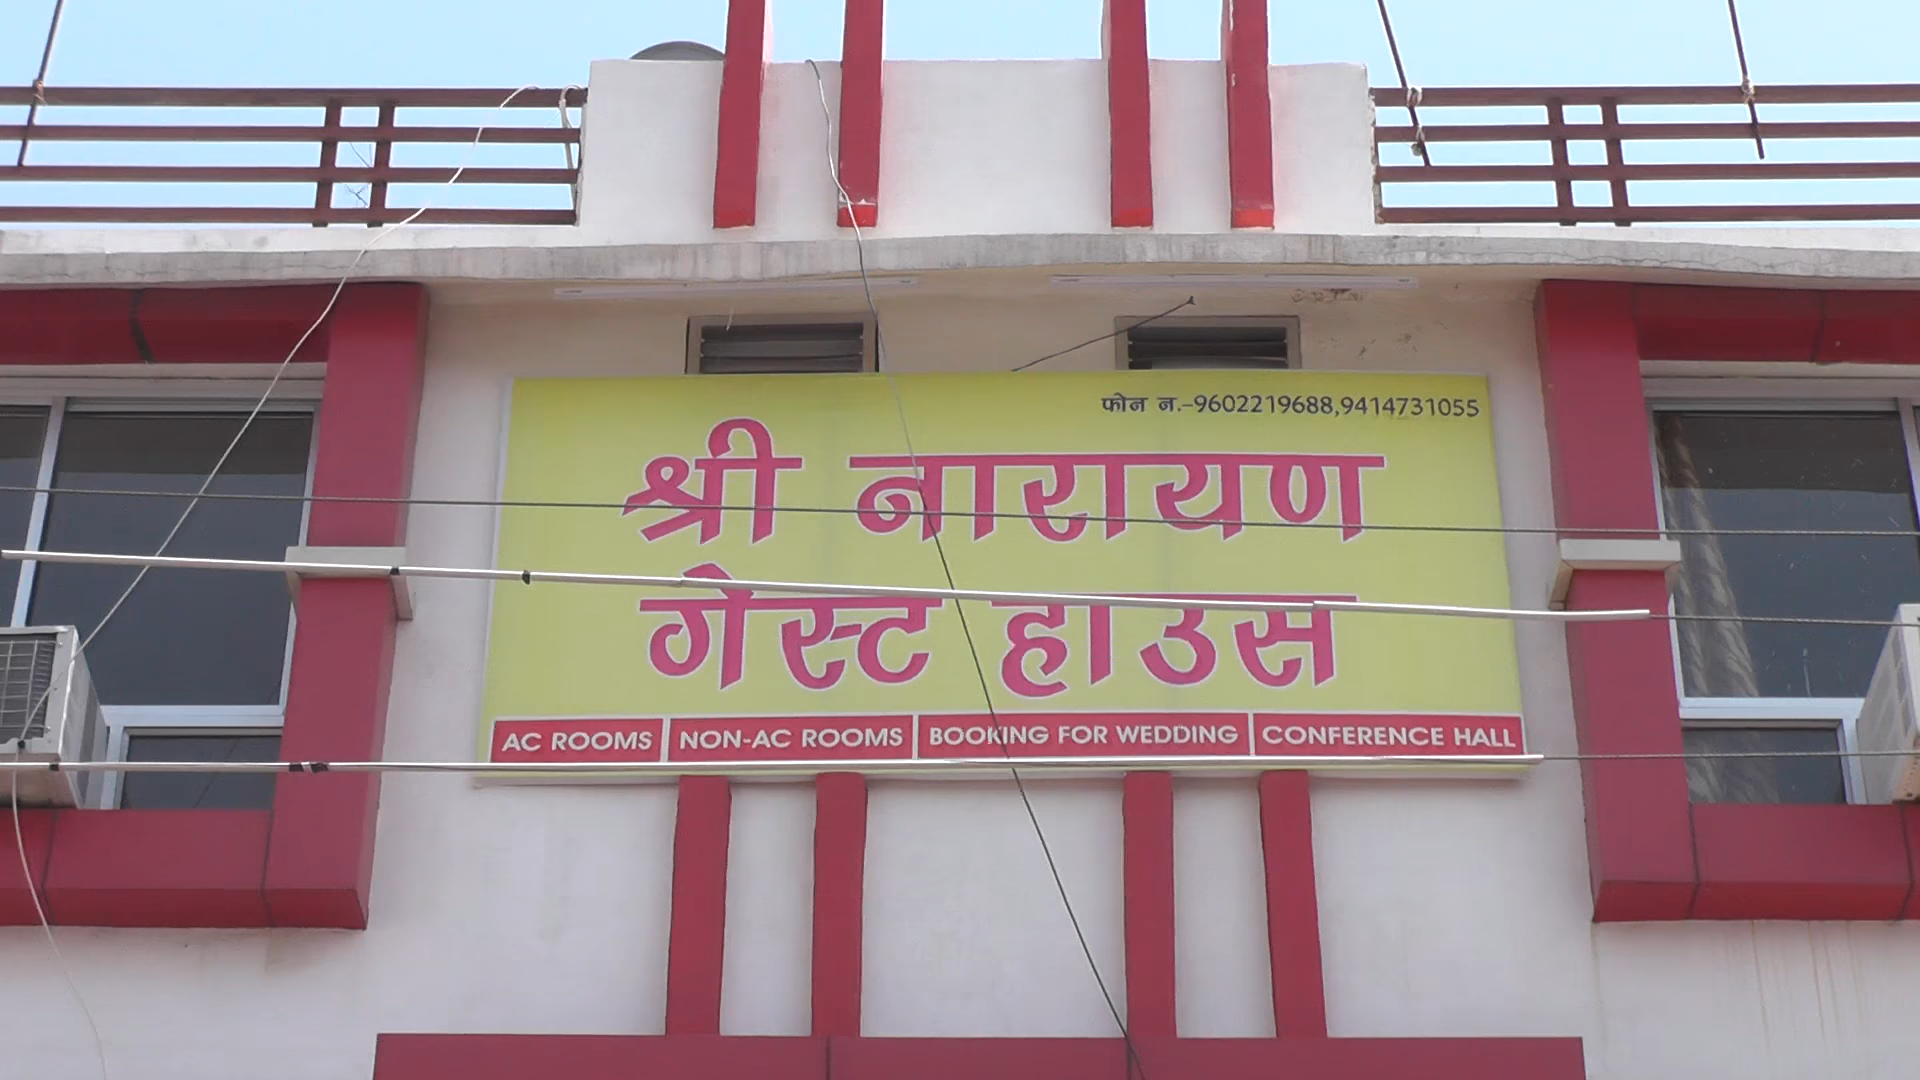 फोन न.-9602219688,9414731055
श्री नारायण
गेस्ट हाउस
AC ROOMS NON-AC ROOMS BOOKING FOR WEDDING CONFERENCE HALL